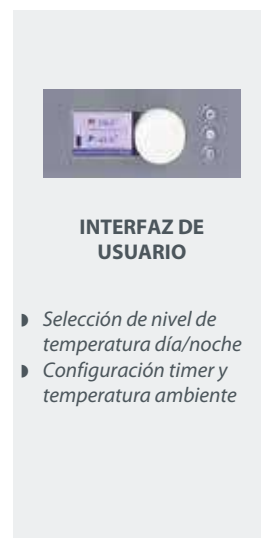 INTERFAZ DE
USUARIO
Selección de nivel de
temperatura día/noche
Configuración timer y
temperatura ambiente